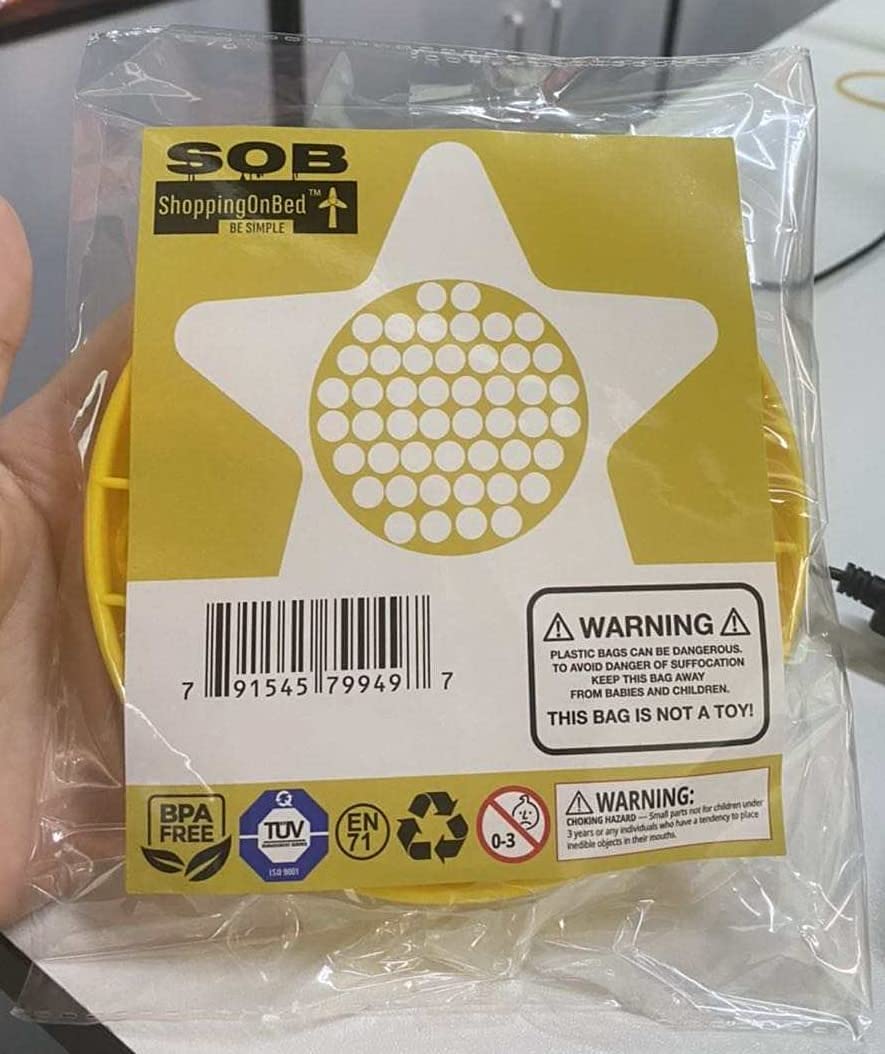 SOB
ShoppingOnBed™
BE SIMPLE
7 91545 79949 7
⚠ WARNING ⚠
PLASTIC BAGS CAN BE DANGEROUS.
TO AVOID DANGER OF SUFFOCATION
KEEP THIS BAG AWAY
FROM BABIES AND CHILDREN.
THIS BAG IS NOT A TOY!
BPA
FREE
TÜV
ISO 9001
EN
71
0-3
⚠ WARNING:
CHOKING HAZARD — Small parts not for children under
3 years or any individuals who have a tendency to place
inedible objects in their mouths.